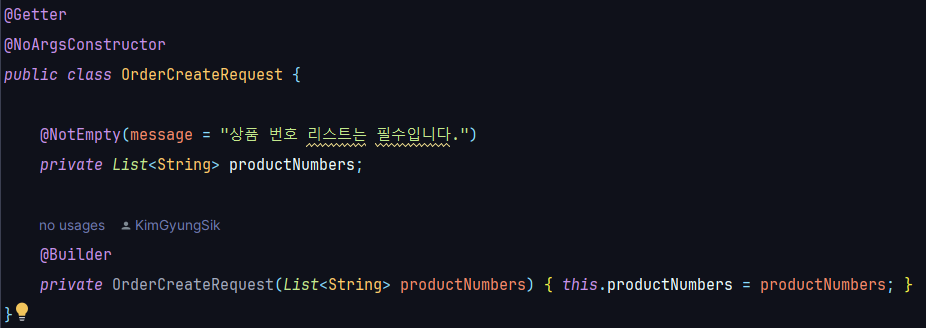 @Getter
@NoArgsConstructor
public class OrderCreateRequest {
@NotEmpty(message = "상품 번호 리스트는 필수입니다.")
private List<String> productNumbers;
no usages KimGyungSik
@Builder
private OrderCreateRequest(List<String> productNumbers) { this.productNumbers = productNumbers; }
}